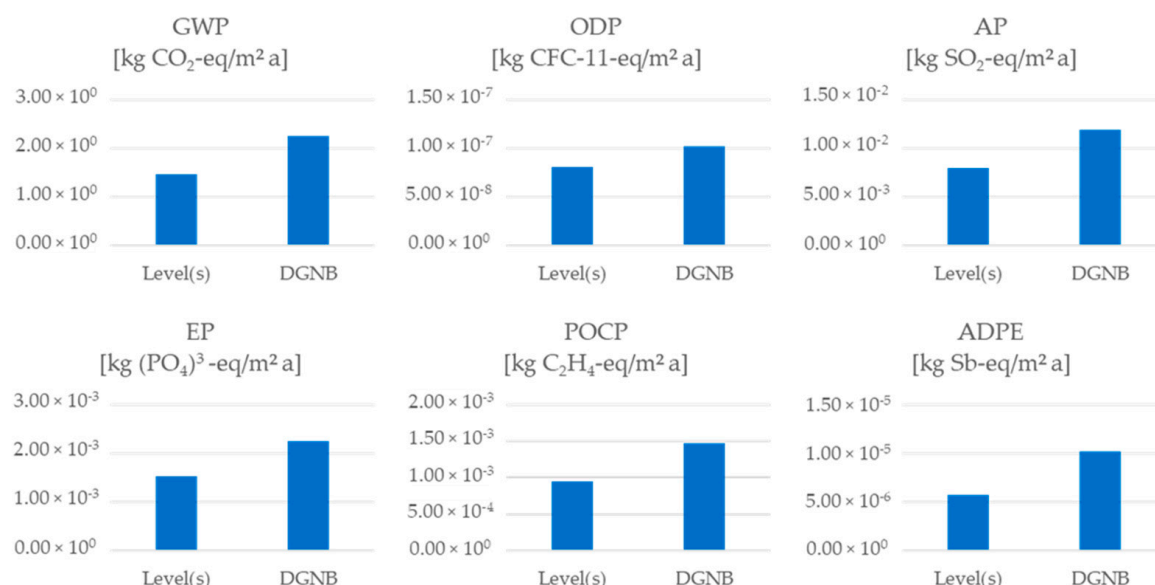 GWP
[kg CO₂-eq/m² a]
3.00 × 10⁰
2.00 × 10⁰
1.00 × 10⁰
0.00 × 10⁰
Level(s) DGNB
ODP
[kg CFC-11-eq/m² a]
1.50 × 10⁻⁷
1.00 × 10⁻⁷
5.00 × 10⁻⁸
0.00 × 10⁰
Level(s) DGNB
AP
[kg SO₂-eq/m² a]
1.50 × 10⁻²
1.00 × 10⁻²
5.00 × 10⁻³
0.00 × 10⁰
Level(s) DGNB
EP
[kg (PO₄)³ -eq/m² a]
3.00 × 10⁻³
2.00 × 10⁻³
1.00 × 10⁻³
0.00 × 10⁰
Level(s) DGNB
POCP
[kg C₂H₄-eq/m² a]
2.00 × 10⁻³
1.50 × 10⁻³
1.00 × 10⁻³
5.00 × 10⁻⁴
0.00 × 10⁰
Level(s) DGNB
ADPE
[kg Sb-eq/m² a]
1.50 × 10⁻⁵
1.00 × 10⁻⁵
5.00 × 10⁻⁶
0.00 × 10⁰
Level(s) DGNB